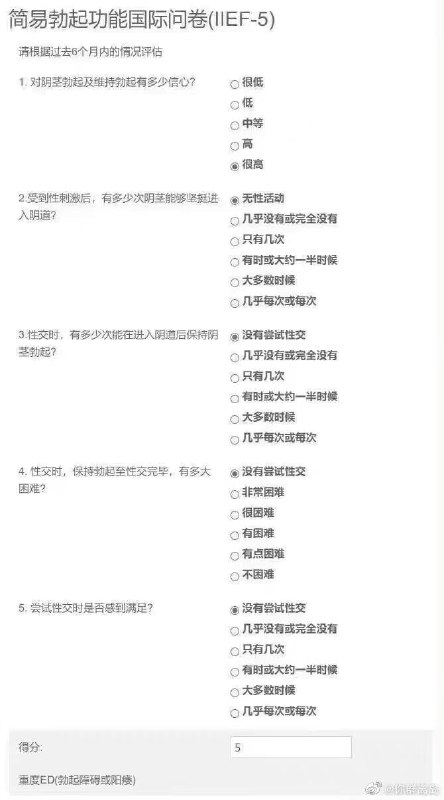 简易勃起功能国际问卷(IIEF-5)
请根据过去6个月内的情况评估
1. 对阴茎勃起及维持勃起有多少信心?
很低
低
中等
高
很高
2.受到性刺激后，有多少次阴茎能够坚挺进
入阴道?
无性活动
几乎没有或完全没有
只有几次
有时或大约一半时候
大多数时候
几乎每次或每次
3.性交时，有多少次能在进入阴道后保持阴
茎勃起?
没有尝试性交
几乎没有或完全没有
只有几次
有时或大约一半时候
大多数时候
几乎每次或每次
4. 性交时，保持勃起至性交完毕，有多大
困难?
没有尝试性交
非常困难
很困难
有困难
有点困难
不困难
5. 尝试性交时是否感到满足?
没有尝试性交
几乎没有或完全没有
只有几次
有时或大约一半时候
大多数时候
几乎每次或每次
得分:
5
重度ED(勃起障碍或阳痿)